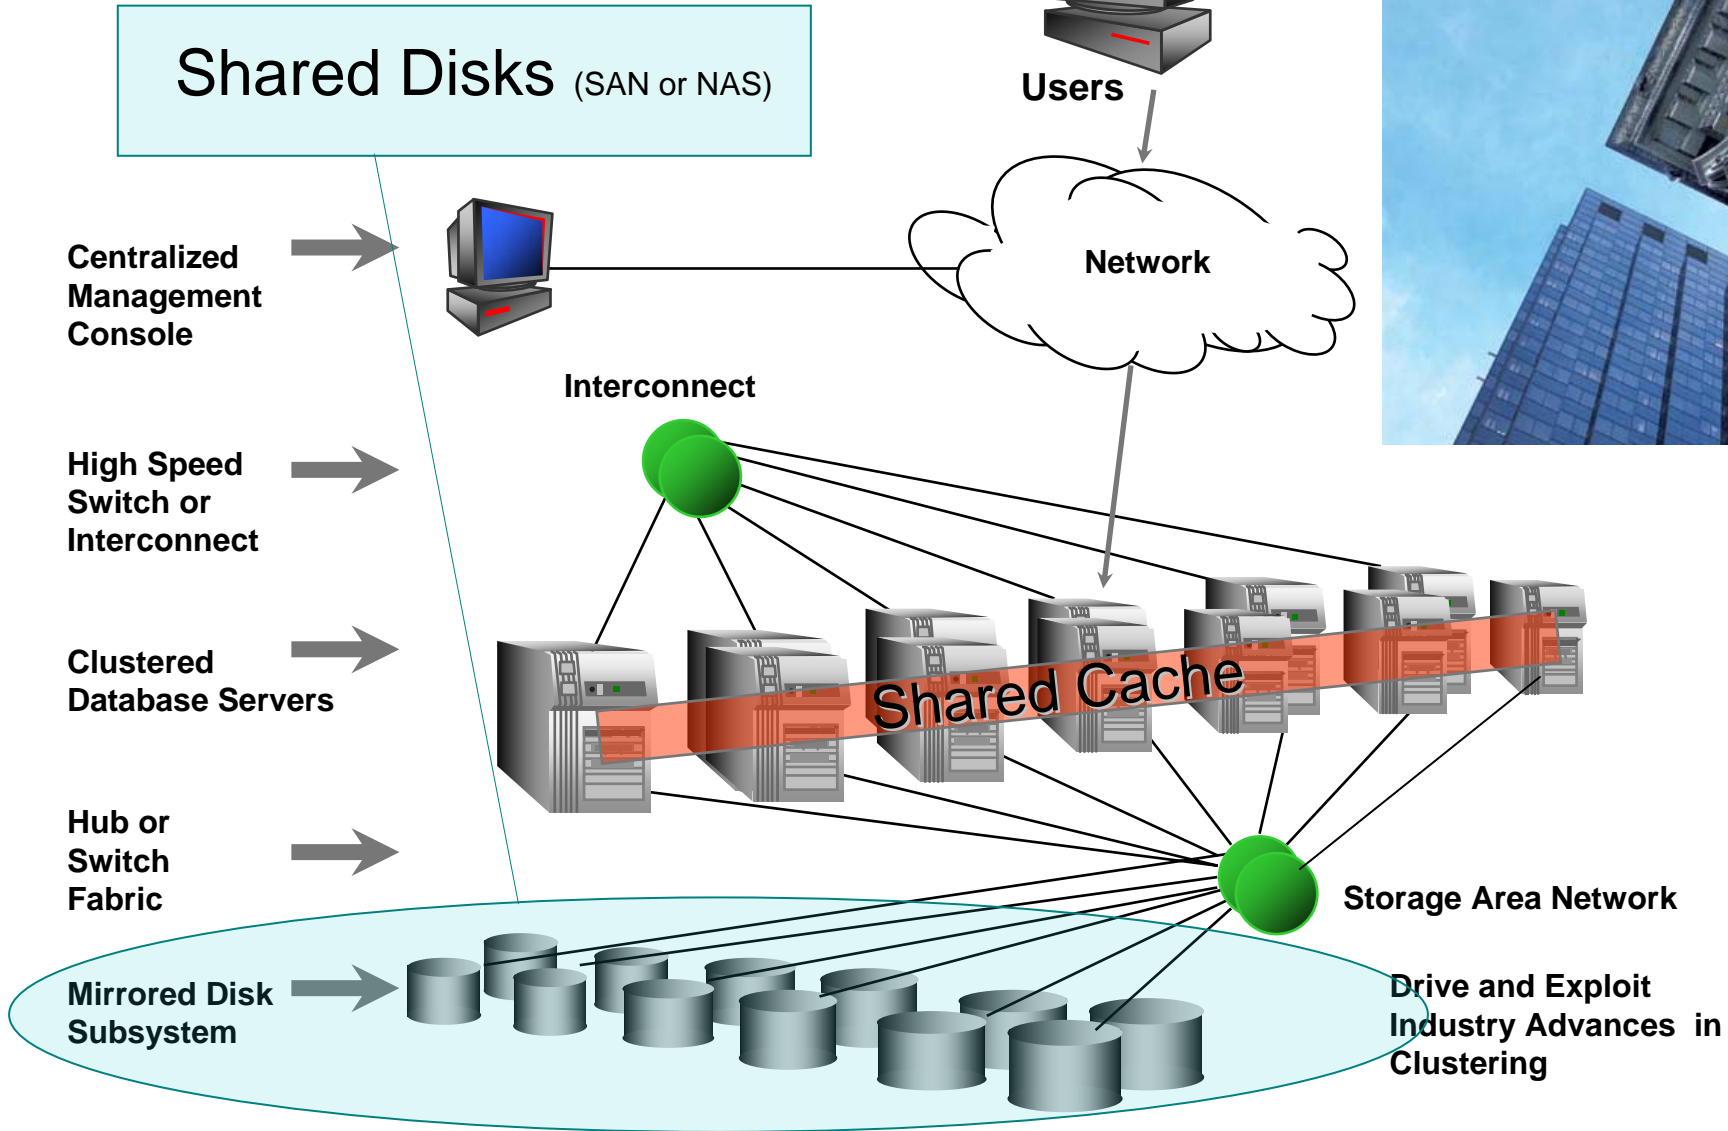 Shared Disks (SAN or NAS)
Users
Network
Centralized
Management
Console
Interconnect
High Speed
Switch or
Interconnect
Clustered
Database Servers
Shared Cache
Hub or
Switch
Fabric
Storage Area Network
Mirrored Disk
Subsystem
Drive and Exploit
Industry Advances in
Clustering